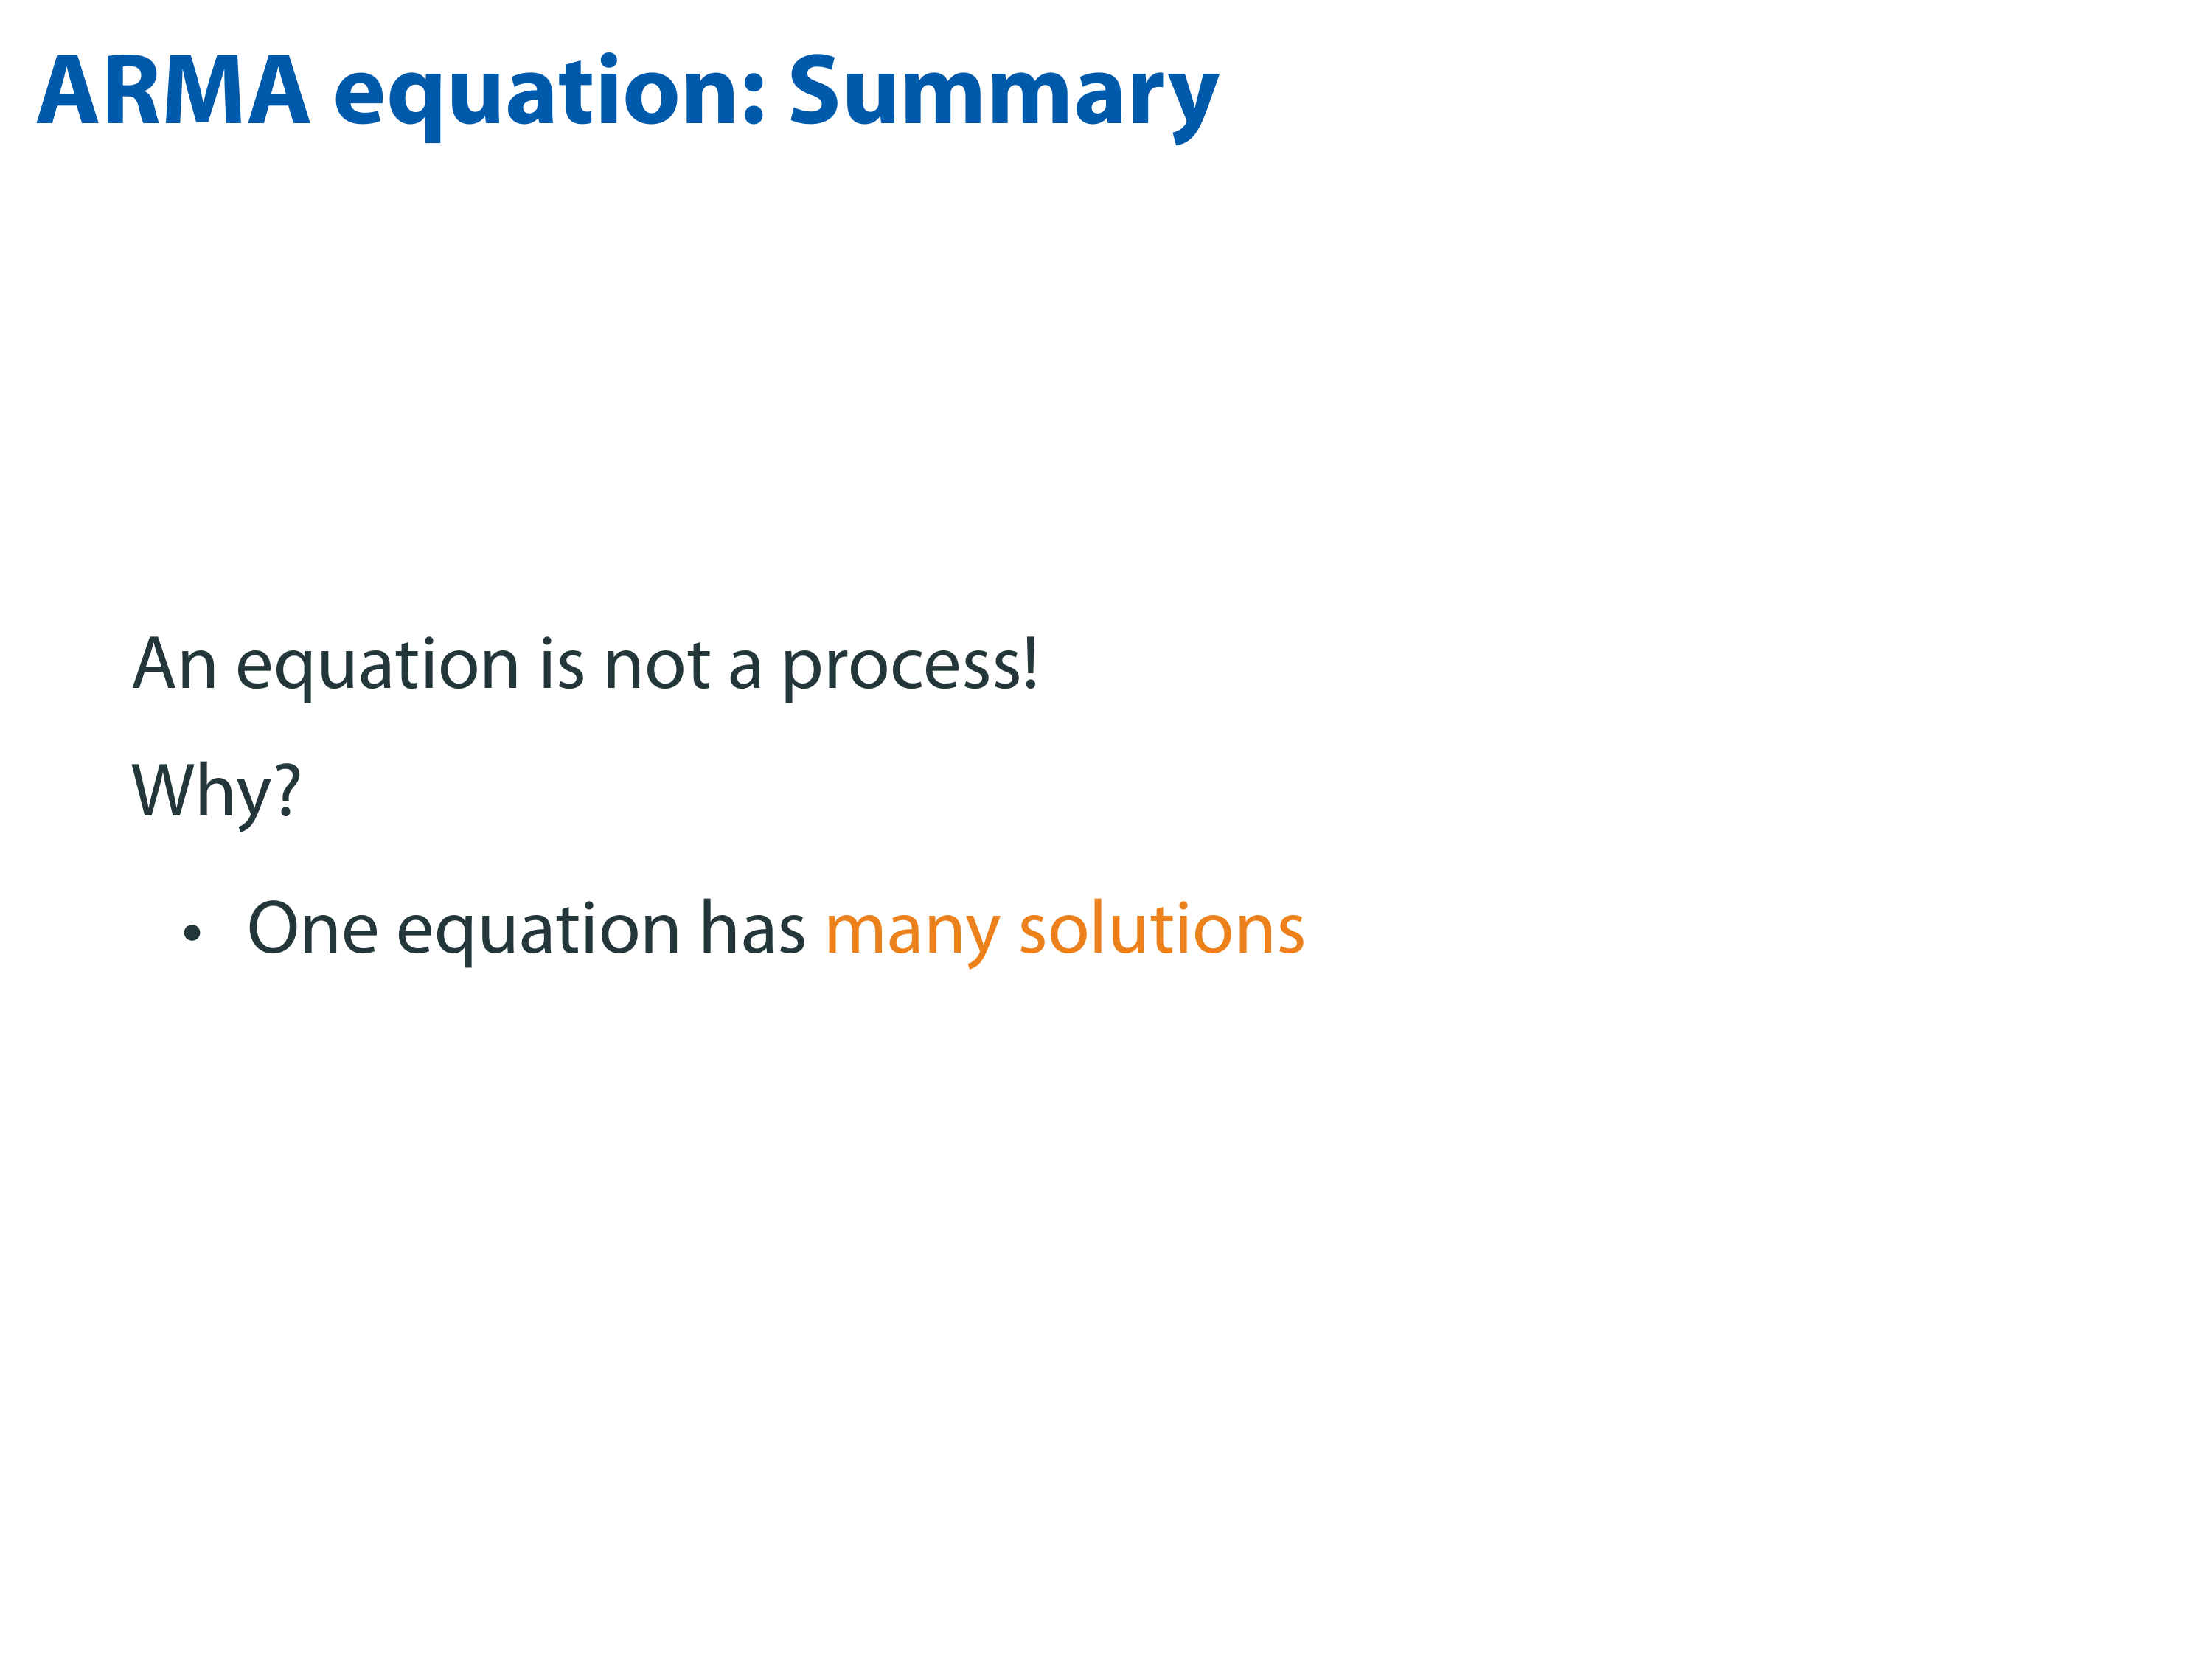 ARMA equation: Summary
An equation is not a process!
Why?
• One equation has many solutions